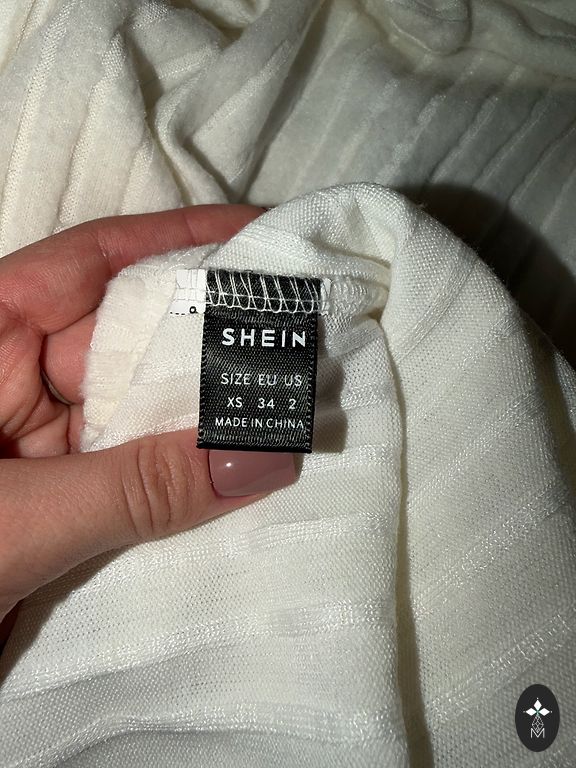 SHEIN
SIZE EU US
XS 34 2
MADE IN CHINA
M